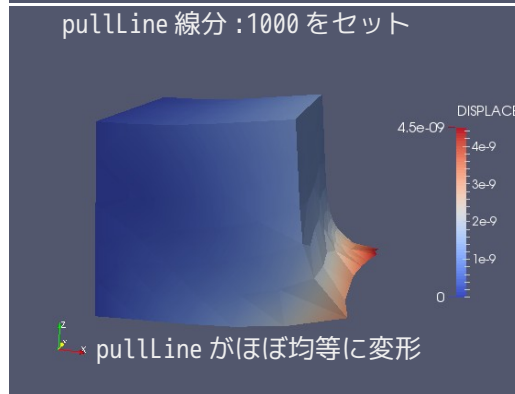 pullLine 線分 :1000 をセット
DISPLACE
4.5e-09
4e-9
3e-9
2e-9
1e-9
0
z
Y
x
pullLine がほぼ均等に変形